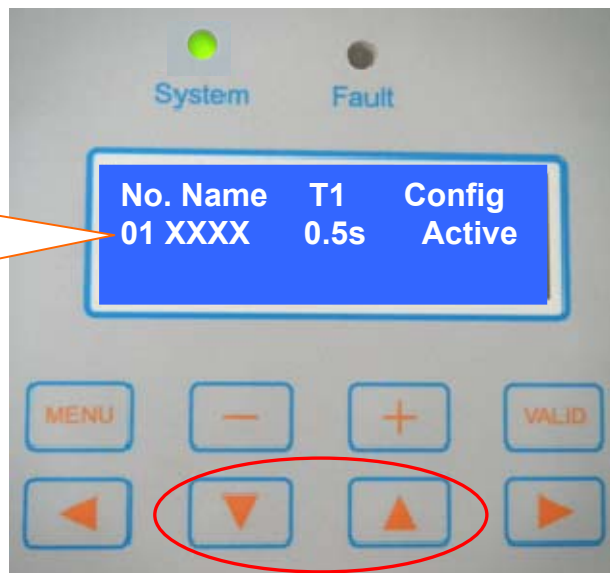 System Fault
No. Name T1 Config
01 XXXX 0.5s Active
MENU − + VALID